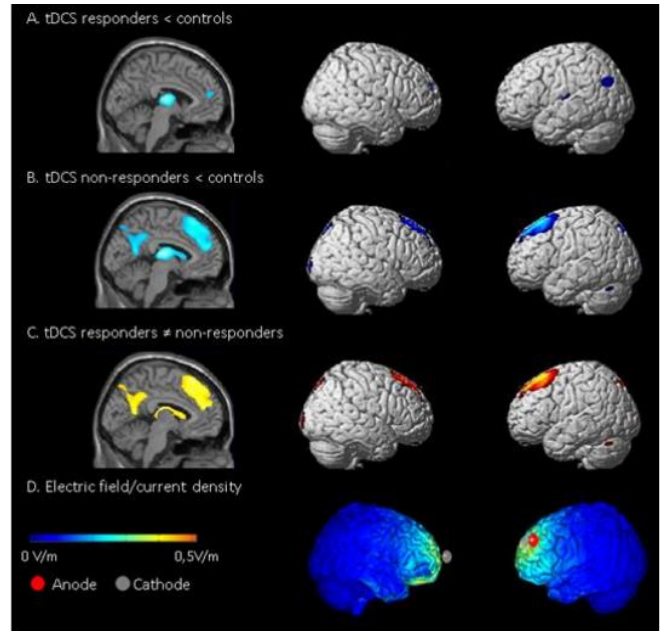 A. tDCS responders < controls
B. tDCS non-responders < controls
C. tDCS responders ≠ non-responders
D. Electric field/current density
0 V/m 0,5V/m
Anode Cathode